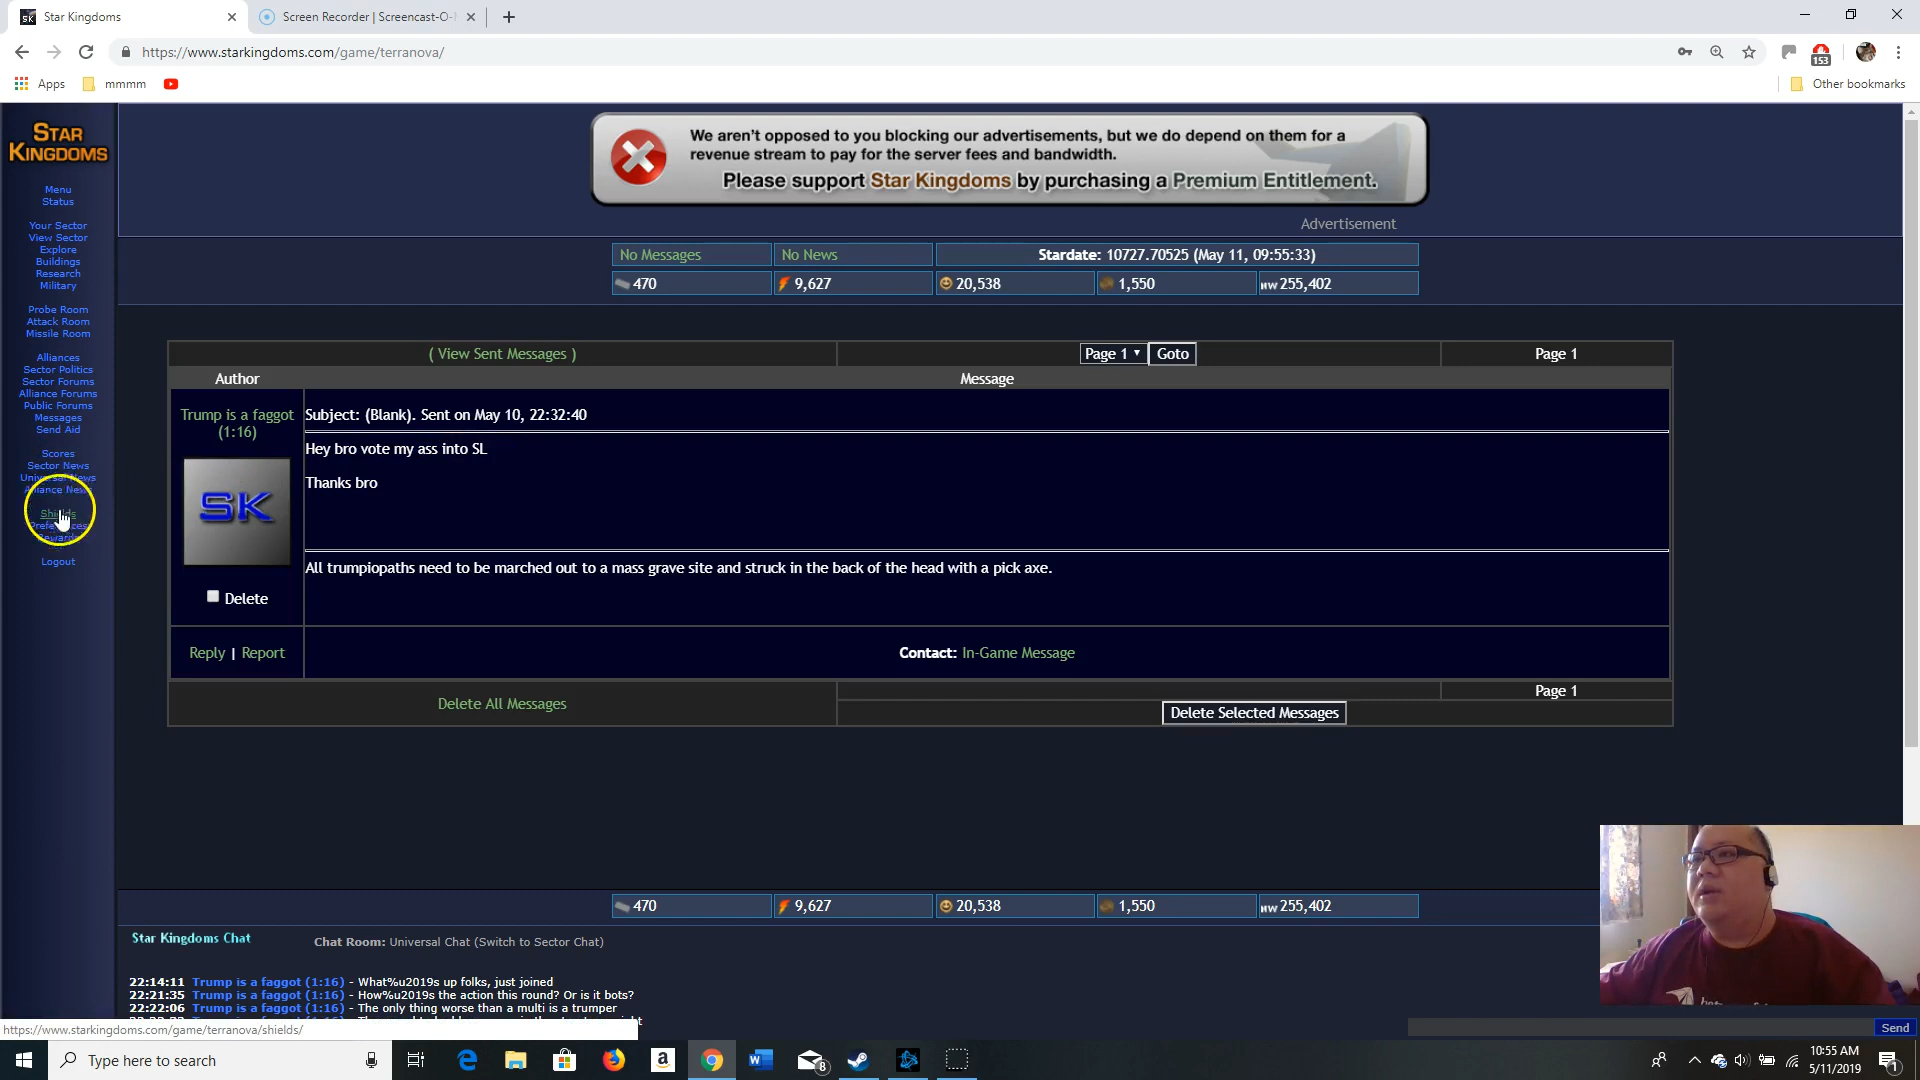 Star Kingdoms
Screen Recorder | Screencast-O-
https://www.starkingdoms.com/game/terranova/
153
Apps
mmmm
Other bookmarks
STAR
KINGDOMS
We aren't opposed to you blocking our advertisements, but we do depend on them for a
revenue stream to pay for the server fees and bandwidth.
Please support Star Kingdoms by purchasing a Premium Entitlement.
Advertisement
Menu
Status
Your Sector
View Sector
Explore
Buildings
Research
Military
Probe Room
Attack Room
Missile Room
Alliances
Sector Politics
Sector Forums
Alliance Forums
Public Forums
Messages
Send Aid
Scores
Sector News
Universal News
Alliance News
Shields
Preferences
Rewards
Logout
No Messages No News Stardate: 10727.70525 (May 11, 09:55:33)
470 9,627 20,538 1,550 NW 255,402
( View Sent Messages ) Page 1 Goto Page 1
Author Message
Trump is a faggot
(1:16)
Subject: (Blank). Sent on May 10, 22:32:40
Hey bro vote my ass into SL
Thanks bro
SK
All trumpiopaths need to be marched out to a mass grave site and struck in the back of the head with a pick axe.
Delete
Reply | Report Contact: In-Game Message
Delete All Messages Page 1
Delete Selected Messages
470 9,627 20,538 1,550 NW 255,402
Star Kingdoms Chat Chat Room: Universal Chat (Switch to Sector Chat)
22:14:11 Trump is a faggot (1:16) - What%u2019s up folks, just joined
22:21:35 Trump is a faggot (1:16) - How%u2019s the action this round? Or is it bots?
22:22:06 Trump is a faggot (1:16) - The only thing worse than a multi is a trumper
https://www.starkingdoms.com/game/terranova/shields/
Send
Type here to search
8
10:55 AM
5/11/2019
1